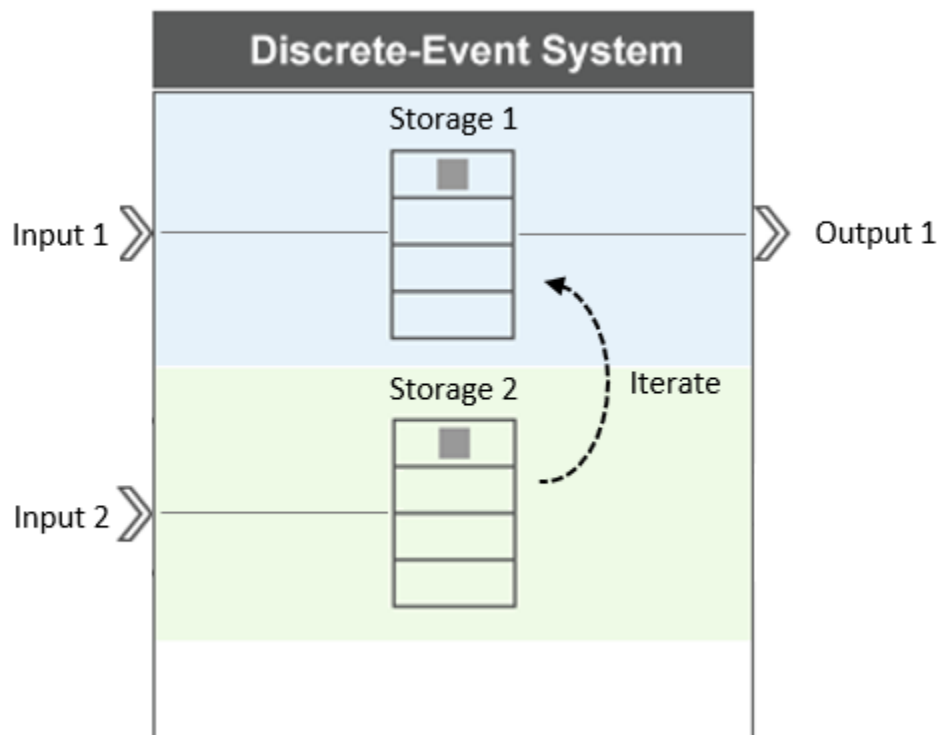 Discrete-Event System
Storage 1
Input 1
Output 1
Iterate
Storage 2
Input 2